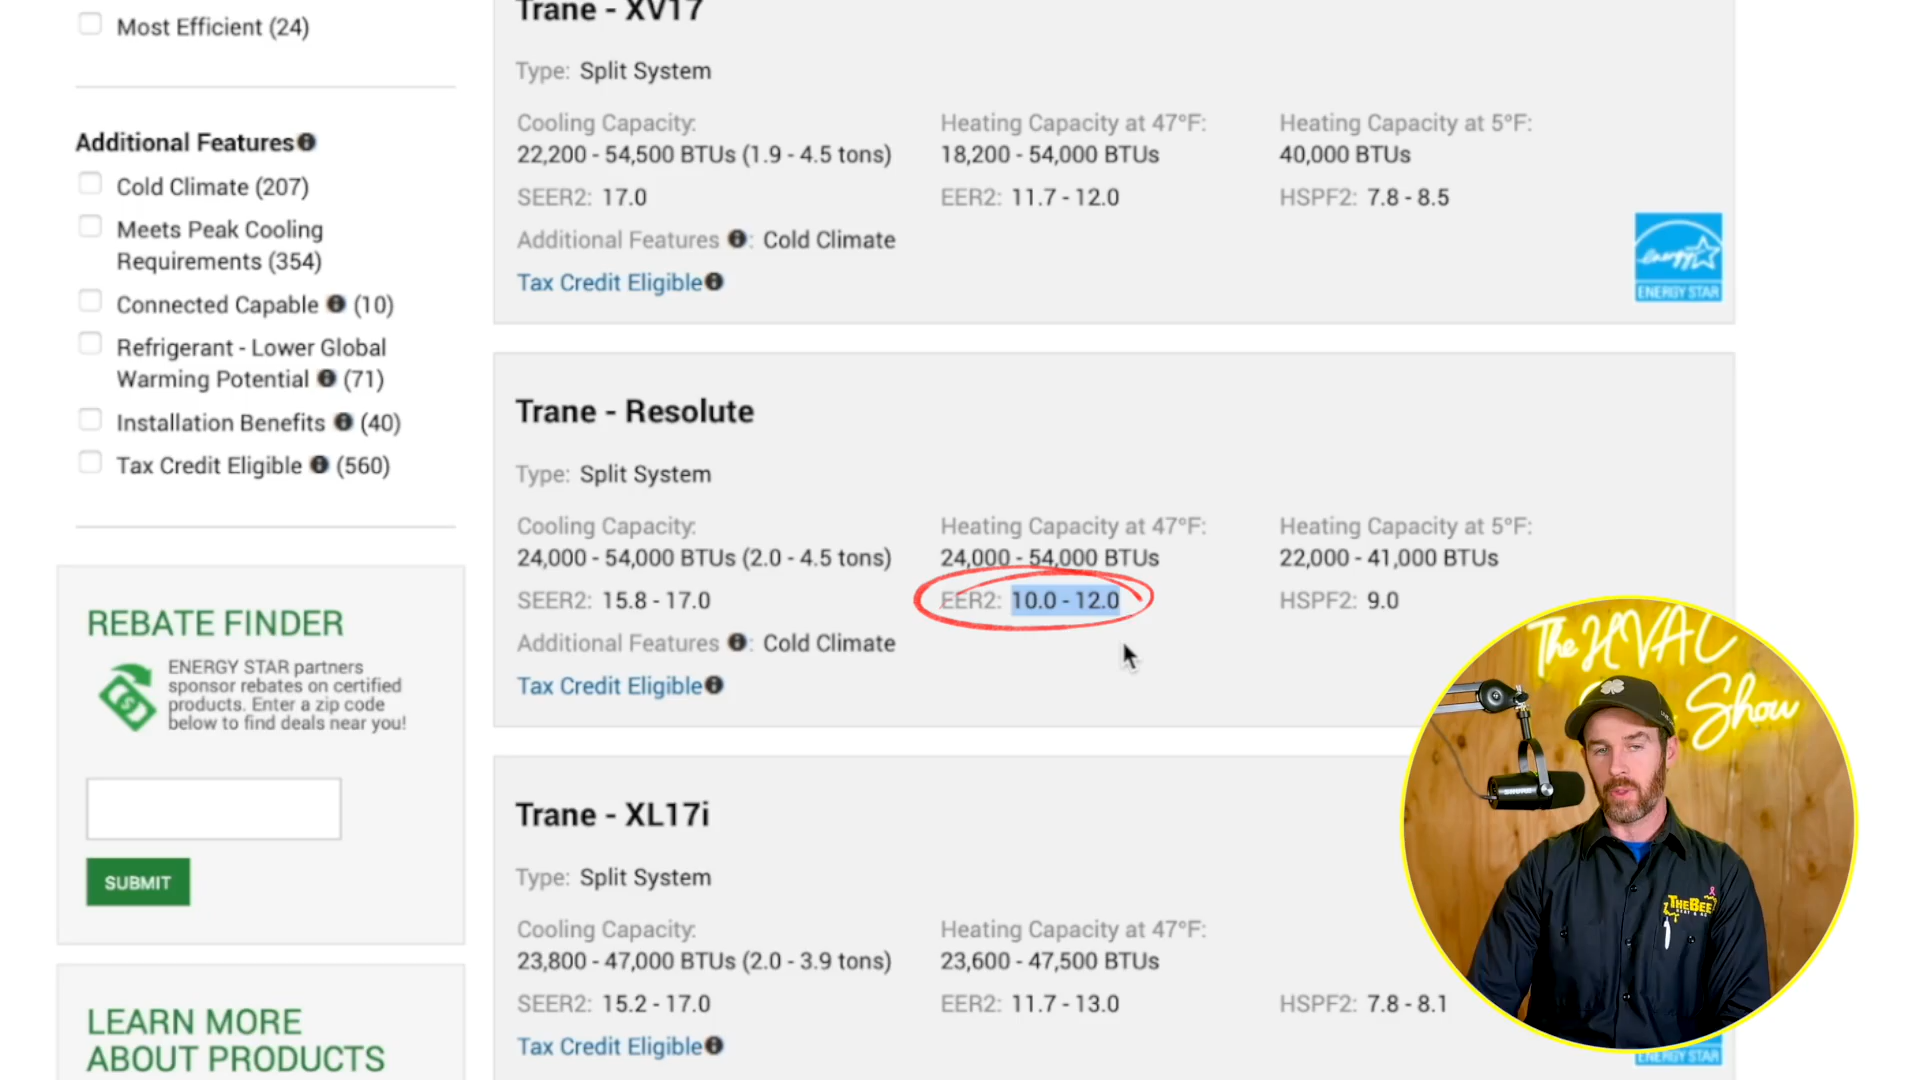 Most Efficient (24)
Additional Features
Cold Climate (207)
Meets Peak Cooling
Requirements (354)
Connected Capable (10)
Refrigerant - Lower Global
Warming Potential (71)
Installation Benefits (40)
Tax Credit Eligible (560)
REBATE FINDER
ENERGY STAR partners
sponsor rebates on certified
products. Enter a zip code
below to find deals near you!
SUBMIT
LEARN MORE
ABOUT PRODUCTS
Trane - XV17
Type: Split System
Cooling Capacity: Heating Capacity at 47°F: Heating Capacity at 5°F:
22,200 - 54,500 BTUs (1.9 - 4.5 tons) 18,200 - 54,000 BTUs 40,000 BTUs
SEER2: 17.0 EER2: 11.7 - 12.0 HSPF2: 7.8 - 8.5
Additional Features : Cold Climate
Tax Credit Eligible
energy
ENERGY STAR
Trane - Resolute
Type: Split System
Cooling Capacity: Heating Capacity at 47°F: Heating Capacity at 5°F:
24,000 - 54,000 BTUs (2.0 - 4.5 tons) 24,000 - 54,000 BTUs 22,000 - 41,000 BTUs
SEER2: 15.8 - 17.0 EER2: 10.0 - 12.0 HSPF2: 9.0
Additional Features : Cold Climate
Tax Credit Eligible
Trane - XL17i
Type: Split System
Cooling Capacity: Heating Capacity at 47°F:
23,800 - 47,000 BTUs (2.0 - 3.9 tons) 23,600 - 47,500 BTUs
SEER2: 15.2 - 17.0 EER2: 11.7 - 13.0 HSPF2: 7.8 - 8.1
Tax Credit Eligible
ENERGY STAR
The HVAC
Show
SHURE
THE BEE